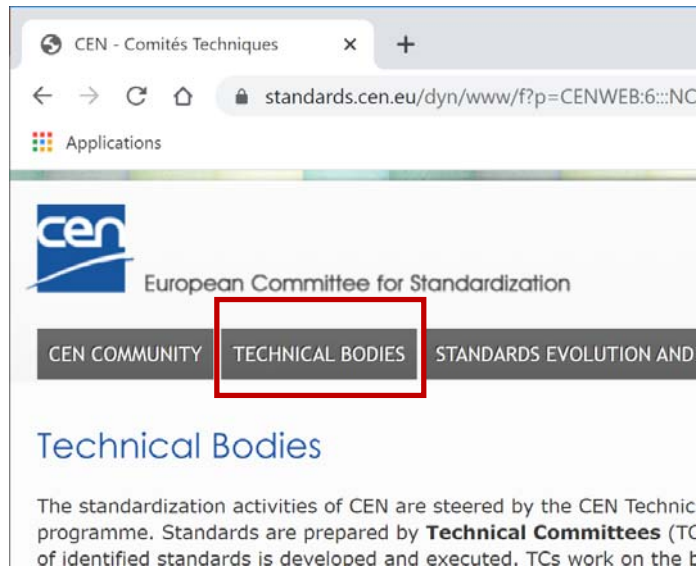 CEN - Comités Techniques
standards.cen.eu/dyn/www/f?p=CENWEB:6:::NO
Applications
cen
European Committee for Standardization
CEN COMMUNITY TECHNICAL BODIES STANDARDS EVOLUTION AND
Technical Bodies
The standardization activities of CEN are steered by the CEN Technic
programme. Standards are prepared by Technical Committees (TC
of identified standards is developed and executed. TCs work on the b